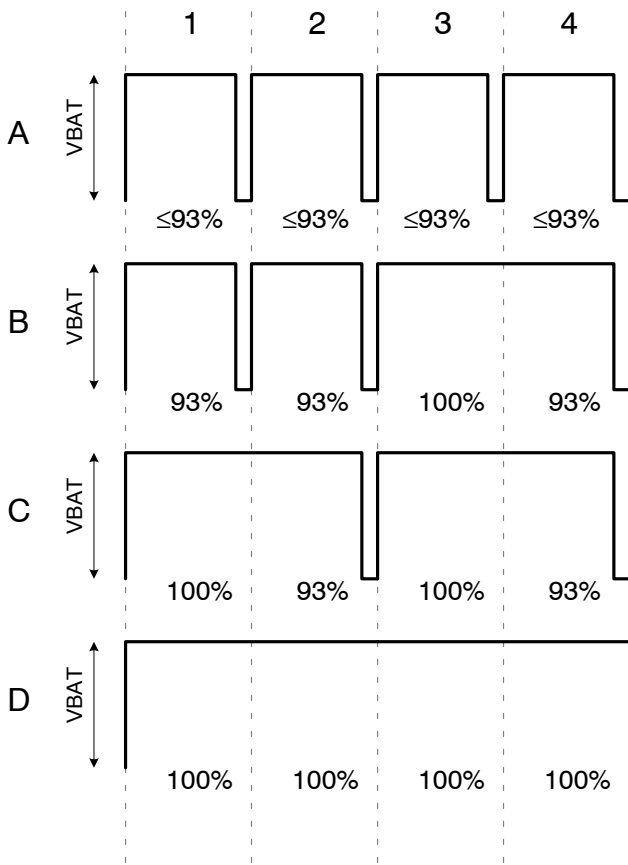 1 2 3 4
A VBAT
≤93% ≤93% ≤93% ≤93%
B VBAT
93% 93% 100% 93%
C VBAT
100% 93% 100% 93%
D VBAT
100% 100% 100% 100%